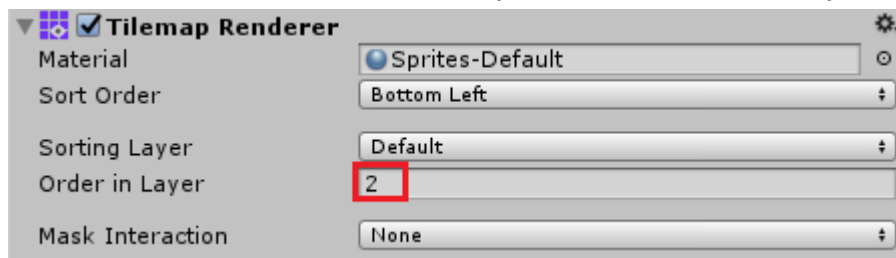 Tilemap Renderer
Material Sprites-Default
Sort Order Bottom Left
Sorting Layer Default
Order in Layer 2
Mask Interaction None